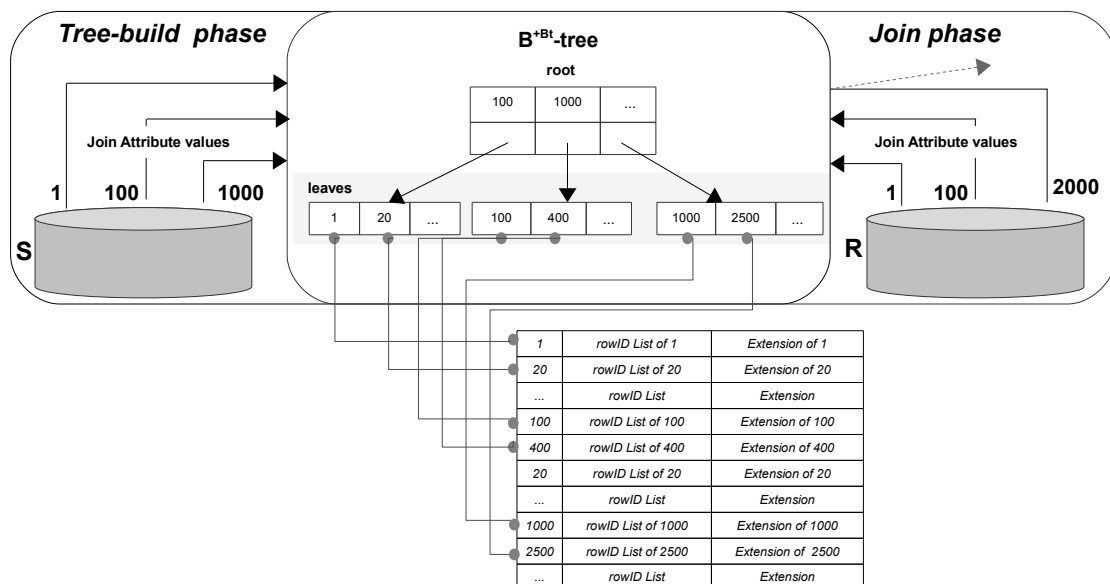 Tree-build phase
B+Bt-tree
Join phase
root
100 1000 ...
Join Attribute values
Join Attribute values
1 100 1000
1 100 2000
leaves
1 20 ... 100 400 ... 1000 2500 ...
S
R
1 rowID List of 1 Extension of 1
20 rowID List of 20 Extension of 20
... rowID List Extension
100 rowID List of 100 Extension of 100
400 rowID List of 400 Extension of 400
20 rowID List of 20 Extension of 20
... rowID List Extension
1000 rowID List of 1000 Extension of 1000
2500 rowID List of 2500 Extension of 2500
... rowID List Extension